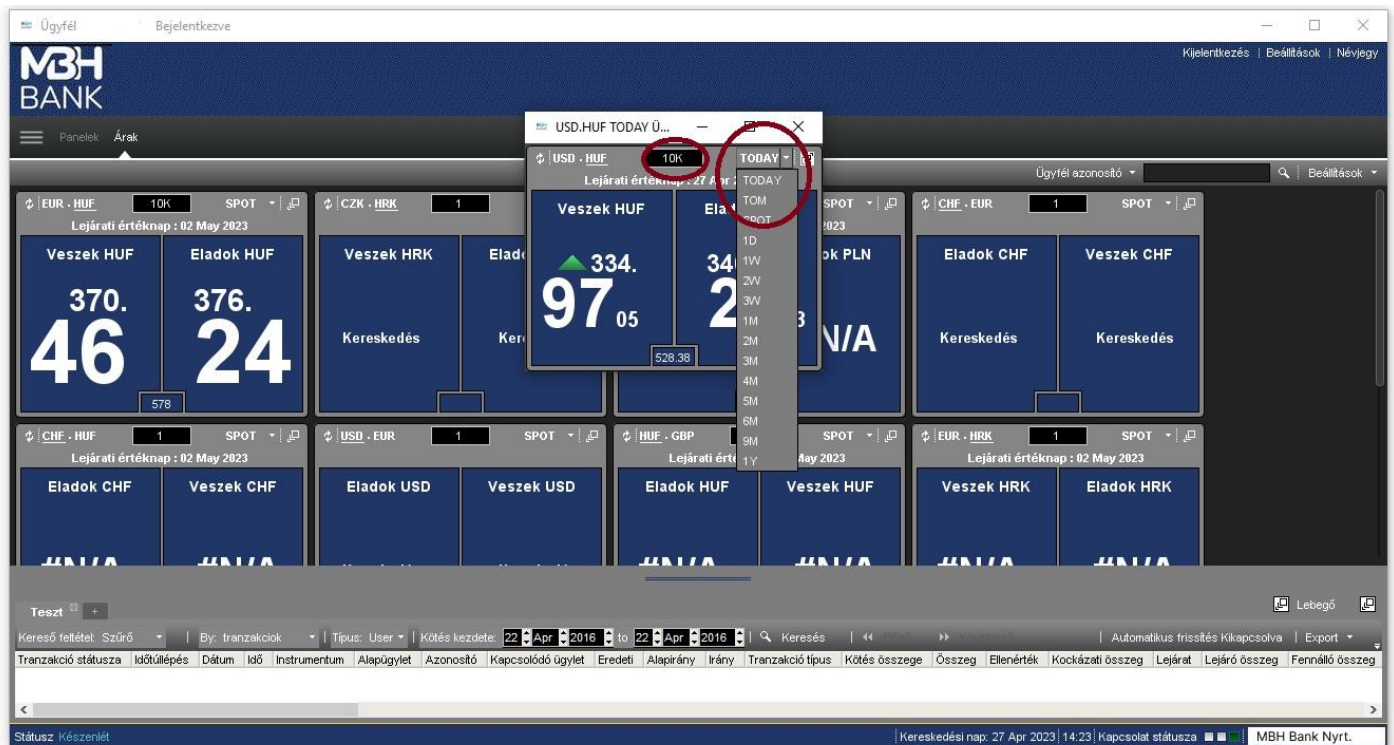 Ügyfél Bejelentkezve
MBH
BANK
Kijelentkezés | Beállítások | Névjegy
Panelek Árak
USD.HUF TODAY Ü...
USD . HUF 10K TODAY
Lejárati értéknap : 27 Apr
Veszek HUF
334.
97 05
528.38
TODAY
TOM
SPOT
1D
1W
2W
3W
1M
2M
3M
4M
5M
6M
9M
1Y
Ügyfél azonosító Beállítások
EUR . HUF 10K SPOT
Lejárati értéknap : 02 May 2023
Veszek HUF Eladok HUF
370. 376.
46 24
578
CZK . HRK 1
Veszek HRK
Kereskedés
SPOT
2023
PLN
N/A
CHF . EUR 1 SPOT
Eladok CHF Veszek CHF
Kereskedés Kereskedés
CHF . HUF 1 SPOT
Lejárati értéknap : 02 May 2023
Eladok CHF Veszek CHF
#N/A #N/A
USD . EUR 1 SPOT
Eladok USD Veszek USD
HUF . GBP SPOT
Lejárati May 2023
Eladok HUF Veszek HUF
#N/A #N/A
EUR . HRK 1 SPOT
Lejárati értéknap : 02 May 2023
Veszek HRK Eladok HRK
#N/A #N/A
Teszt + Lebegő
Kereső feltétel: Szűrő | By: tranzakciok | Típus: User | Kötés kezdete: 22 Apr 2016 to 22 Apr 2016 | Keresés | Automatikus frissítés Kikapcsolva | Export
Tranzakció státusza Időtúllépés Dátum Idő Instrumentum Alapügylet Azonosító Kapcsolódó ügylet Eredeti Alapirány Irány Tranzakció típus Kötés összege Összeg Ellenérték Kockázati összeg Lejárat Lejáró összeg Fennálló összeg
Státusz Készenlét Kereskedési nap: 27 Apr 2023 | 14:23 | Kapcsolat státusza MBH Bank Nyrt.